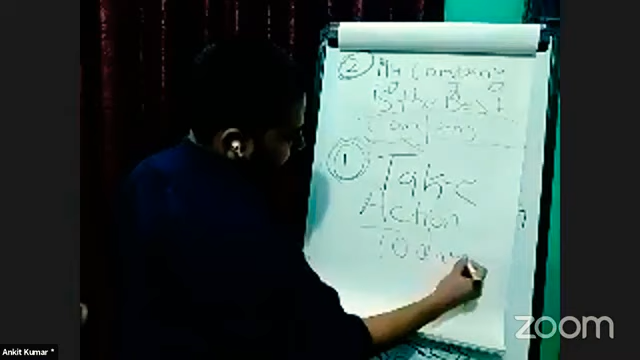 2 My Company
is the Best
Company
1 Take
Action
zoom
Ankit Kumar